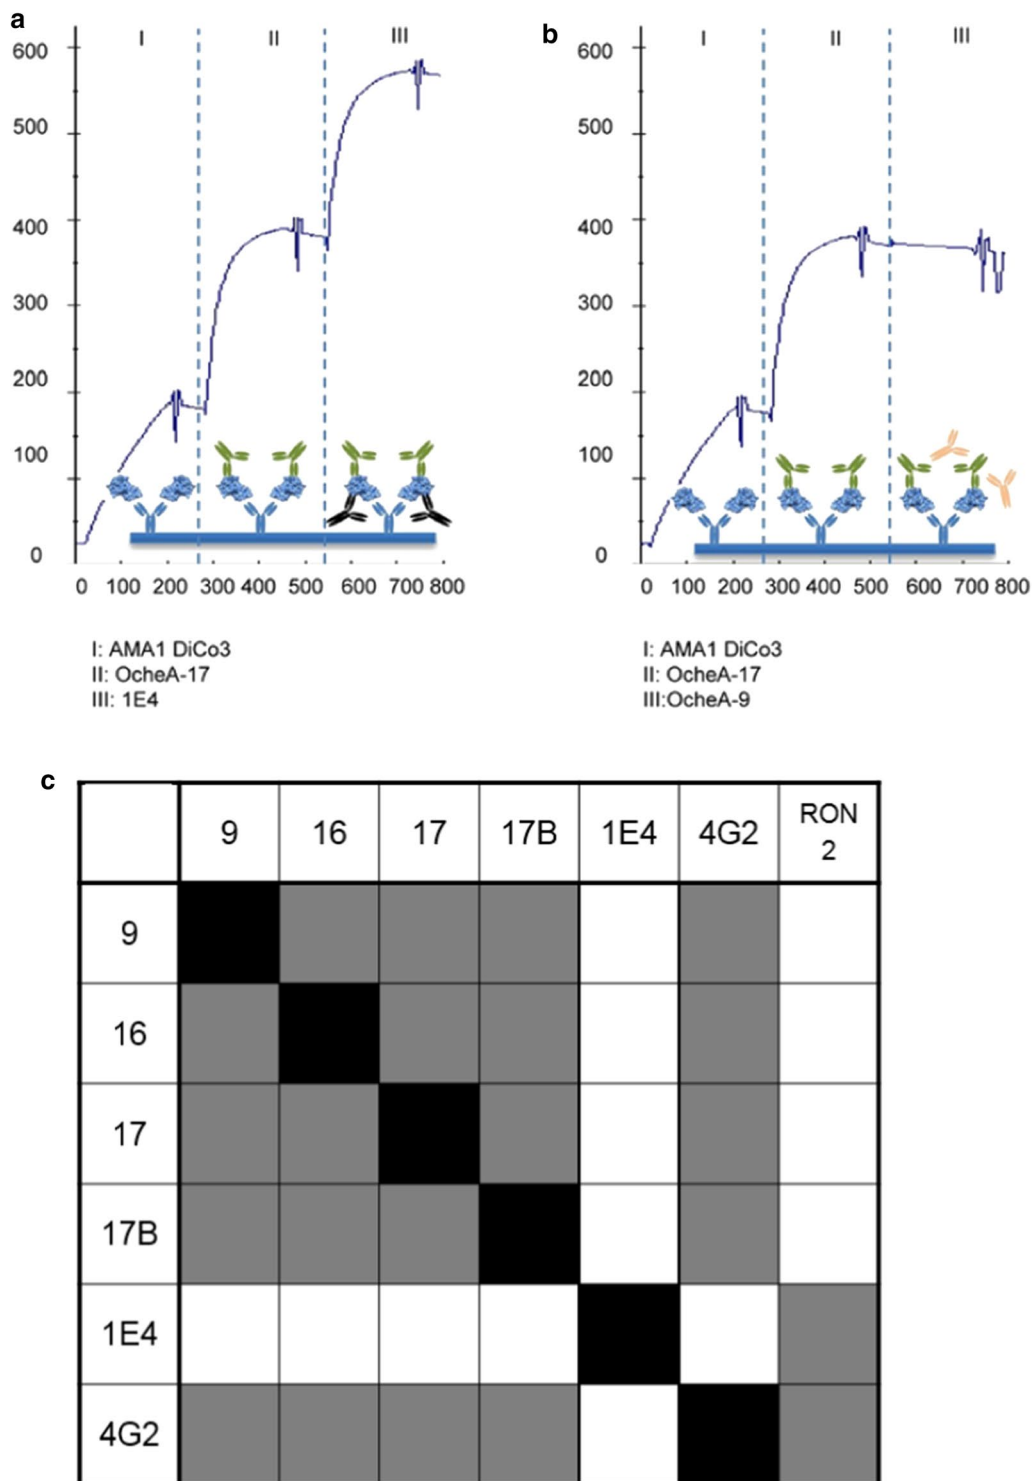 a
I II III
600
500
400
300
200
100
0
0 100 200 300 400 500 600 700 800
I: AMA1 DiCo3
II: OcheA-17
III: 1E4
b
I II III
600
500
400
300
200
100
0
0 100 200 300 400 500 600 700 800
I: AMA1 DiCo3
II: OcheA-17
III:OcheA-9
c
9 16 17 17B 1E4 4G2 RON
2
9
16
17
17B
1E4
4G2